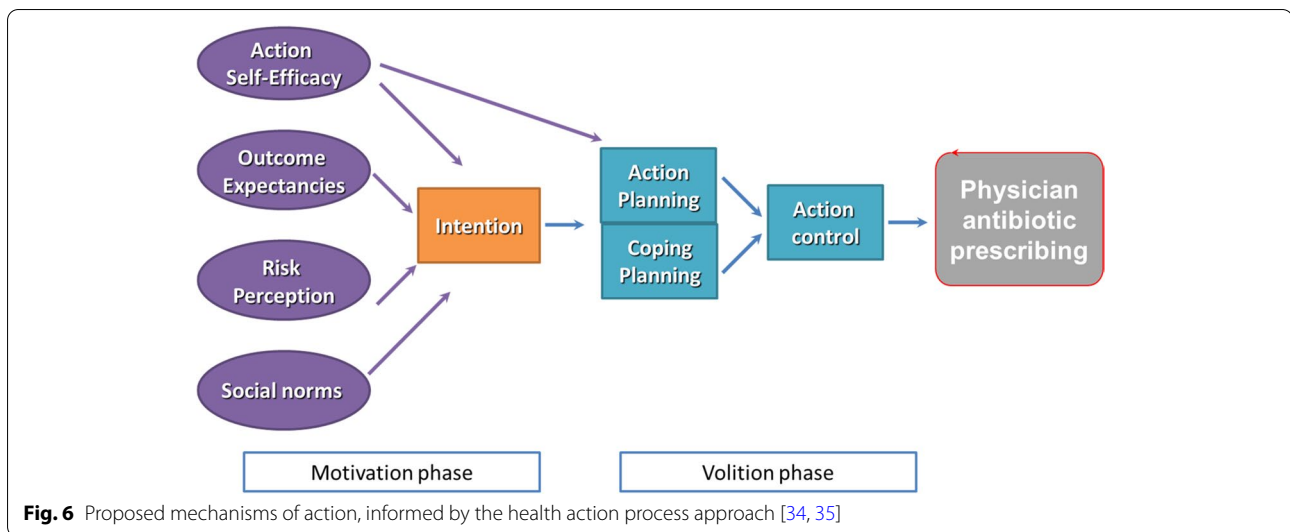 Action
Self-Efficacy
Outcome
Expectancies
Risk
Perception
Social norms
Intention
Action
Planning
Coping
Planning
Action
control
Physician
antibiotic
prescribing
Motivation phase
Volition phase
Fig. 6 Proposed mechanisms of action, informed by the health action process approach [34, 35]